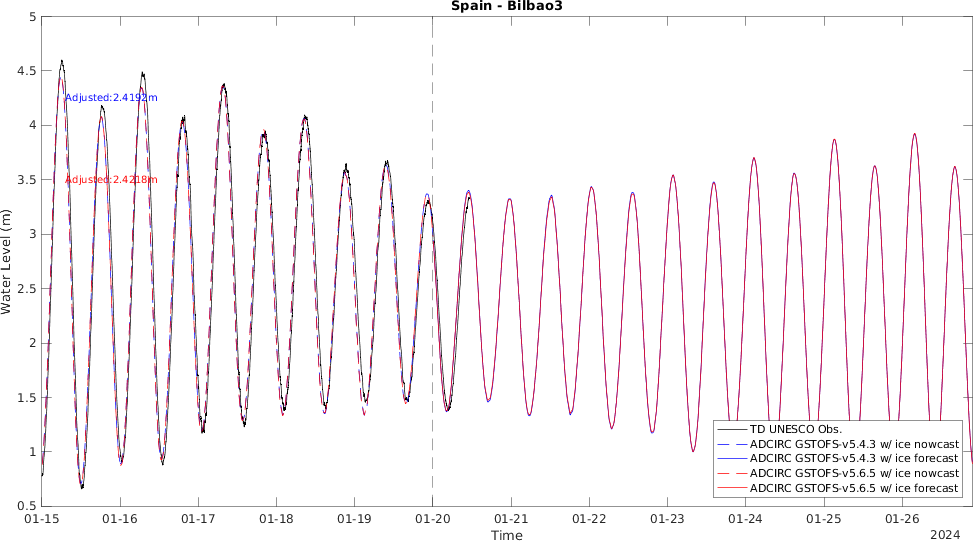 Spain - Bilbao3
5
4.5
Adjusted:2.4192m
4
3.5
Adjusted:2.4218m
3
Water Level (m)
2.5
2
1.5
1
0.5
TD UNESCO Obs.
ADCIRC GSTOFS-v5.4.3 w/ ice nowcast
ADCIRC GSTOFS-v5.4.3 w/ ice forecast
ADCIRC GSTOFS-v5.6.5 w/ ice nowcast
ADCIRC GSTOFS-v5.6.5 w/ ice forecast
01-15 01-16 01-17 01-18 01-19 01-20 01-21 01-22 01-23 01-24 01-25 01-26
Time
2024